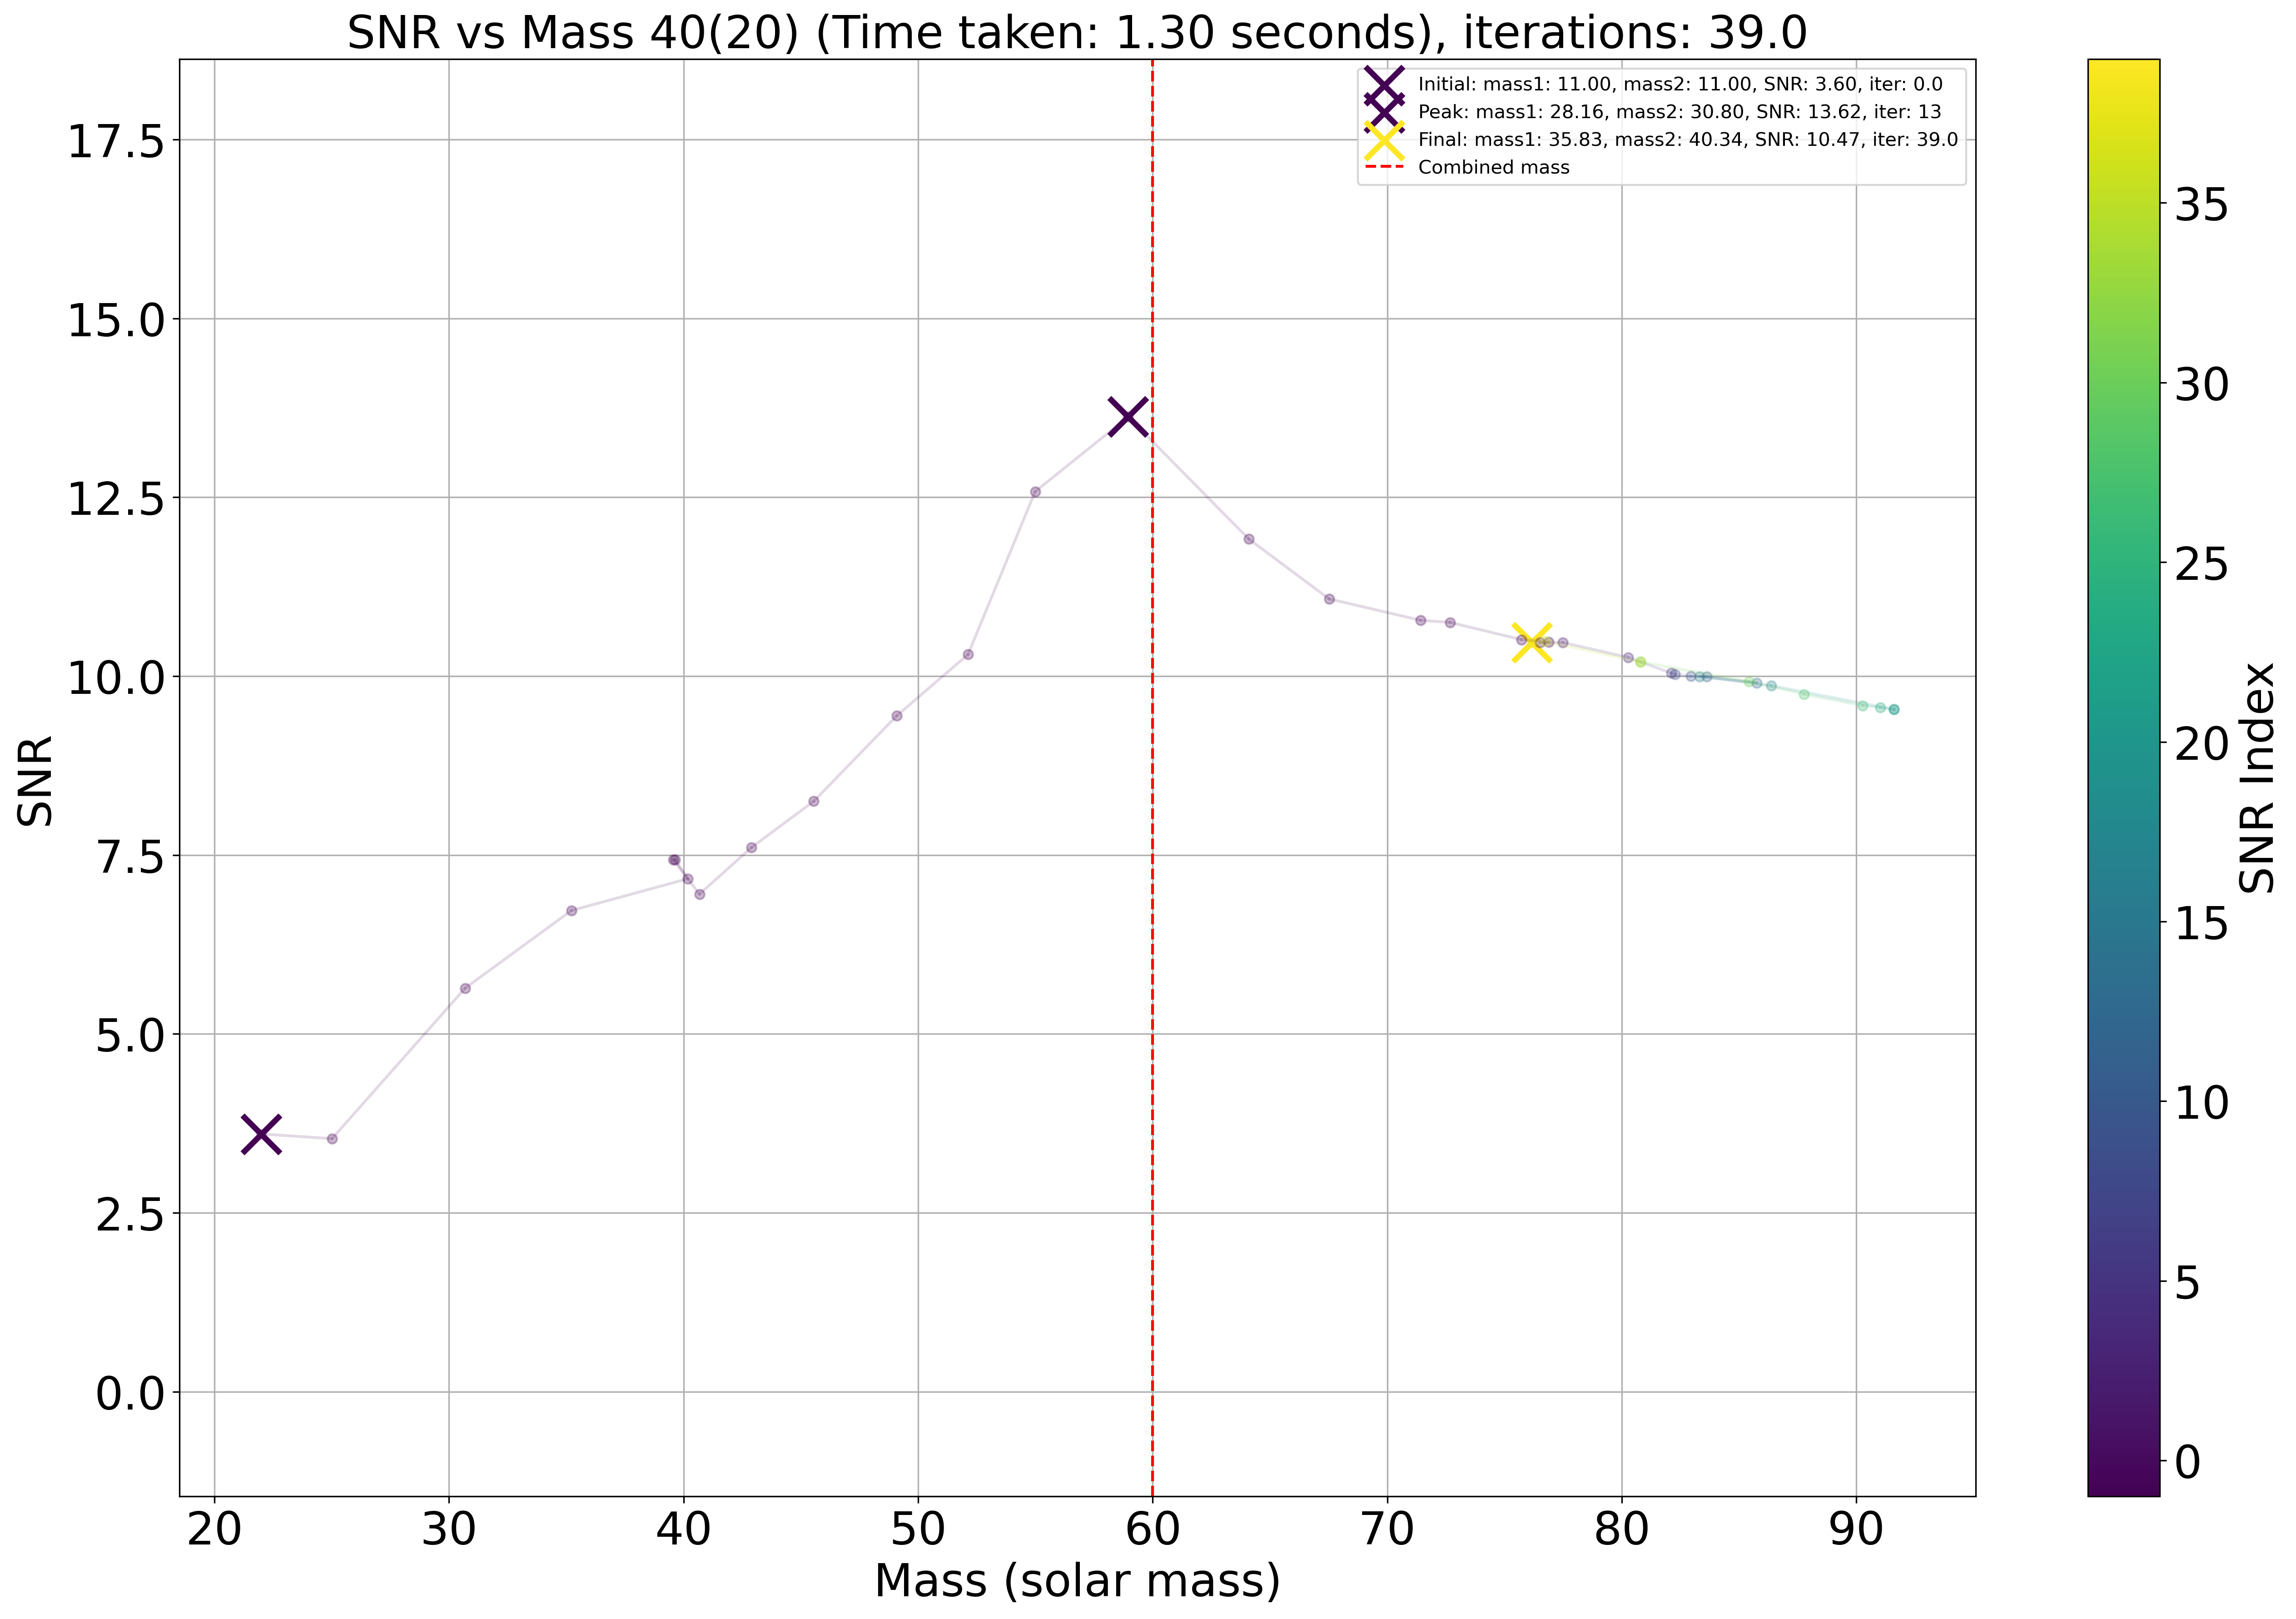 SNR vs Mass 40(20) (Time taken: 1.30 seconds), iterations: 39.0
Initial: mass1: 11.00, mass2: 11.00, SNR: 3.60, iter: 0.0
Peak: mass1: 28.16, mass2: 30.80, SNR: 13.62, iter: 13
Final: mass1: 35.83, mass2: 40.34, SNR: 10.47, iter: 39.0
Combined mass
SNR
17.5
15.0
12.5
10.0
7.5
5.0
2.5
0.0
20 30 40 50 60 70 80 90
Mass (solar mass)
35
30
25
20
15
10
5
0
SNR Index